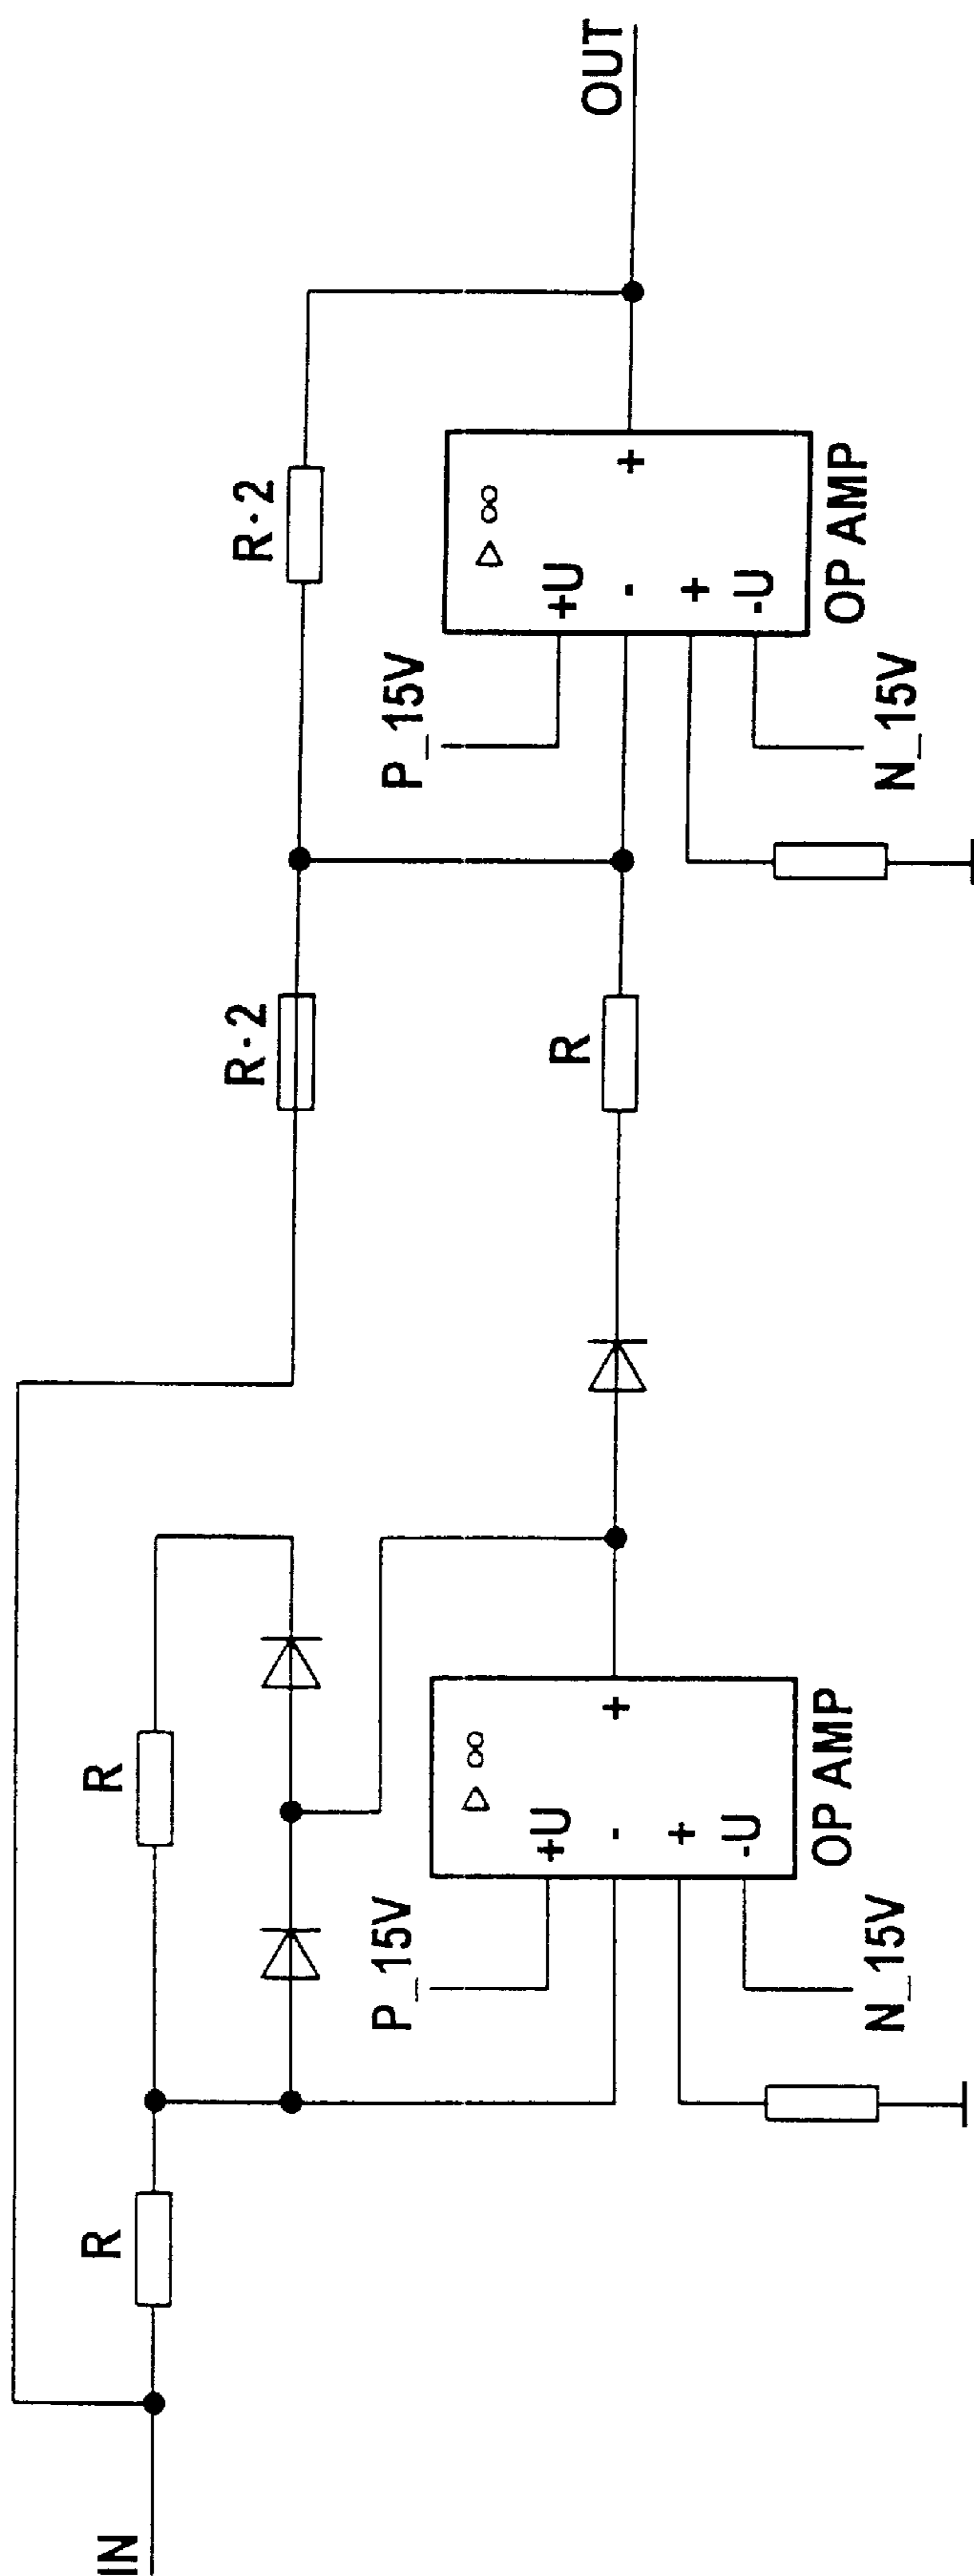 IN
R
R
R·2
R
R·2
OUT
P_15V
N_15V
▷ ∞
+U
-
+
-U
+
OP AMP
P_15V
N_15V
▷ ∞
+U
-
+
-U
+
OP AMP